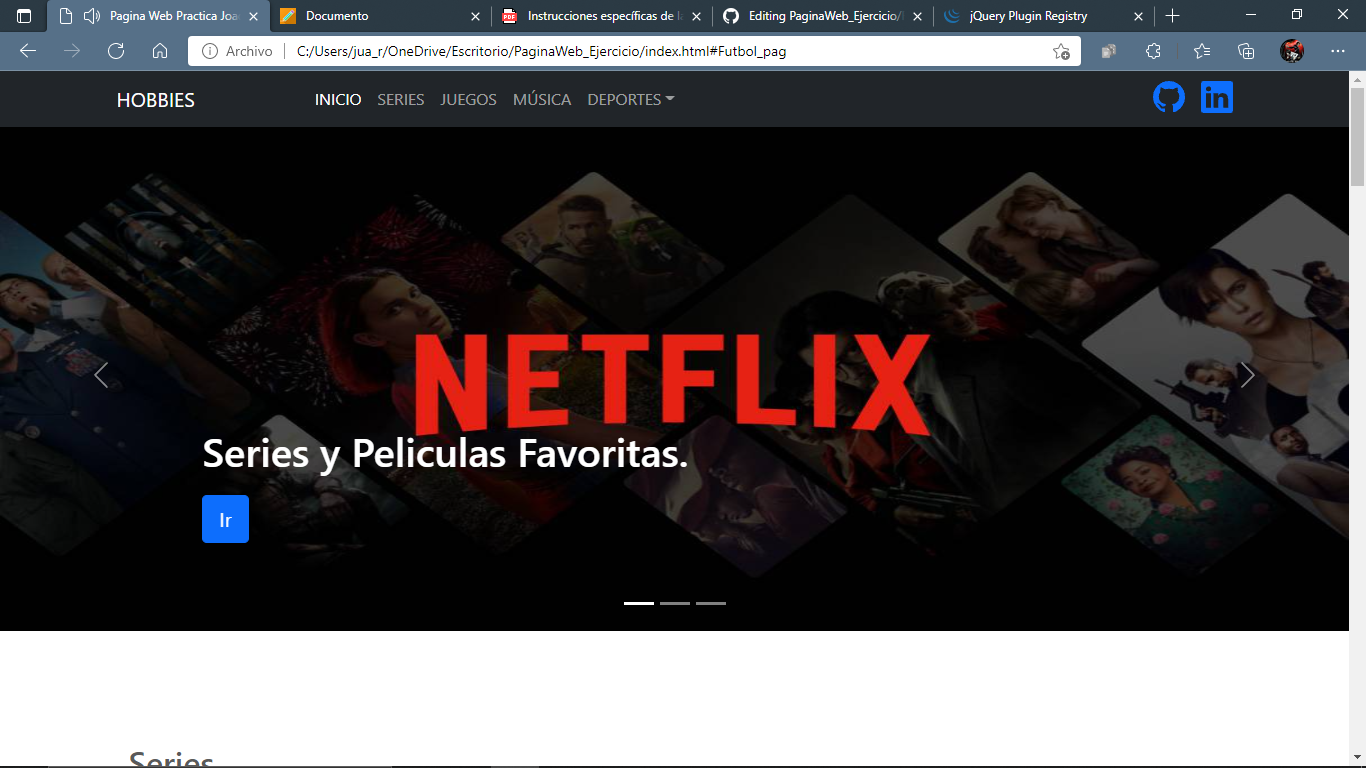 Pagina Web Practica Joa
Documento
Instrucciones específicas de la
Editing PaginaWeb_Ejercicio/
jQuery Plugin Registry
Archivo
C:/Users/jua_r/OneDrive/Escritorio/PaginaWeb_Ejercicio/index.html#Futbol_pag
HOBBIES INICIO SERIES JUEGOS MÚSICA DEPORTES
NETFLIX
Series y Peliculas Favoritas.
Ir
Series